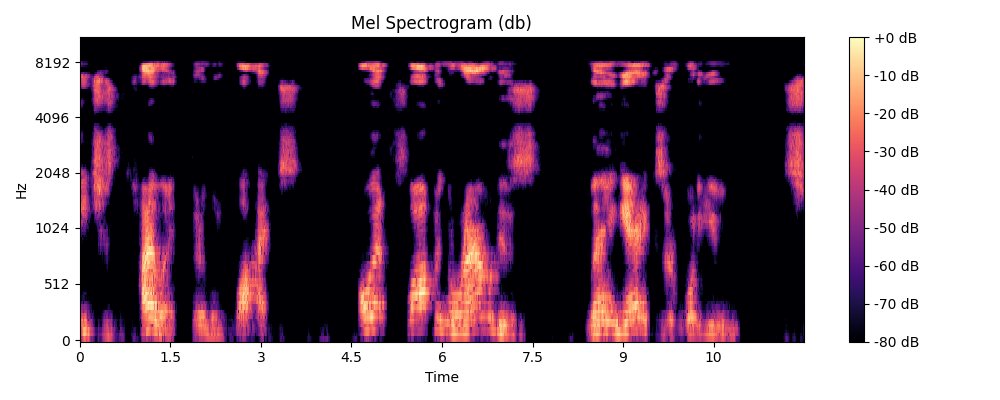 Mel Spectrogram (db)
8192
4096
2048
1024
512
0
Hz
0 1.5 3 4.5 6 7.5 9 10
Time
+0 dB
-10 dB
-20 dB
-30 dB
-40 dB
-50 dB
-60 dB
-70 dB
-80 dB